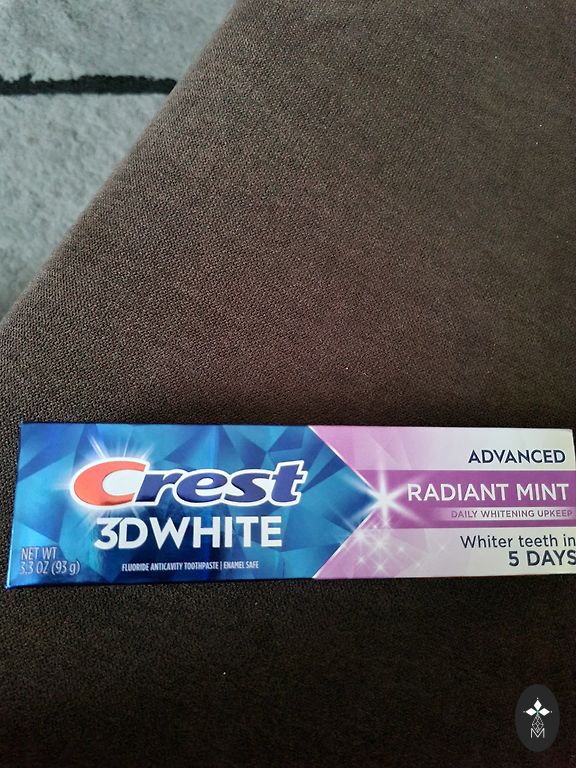 Crest
3DWHITE
NET WT
3.3 OZ (93 g)
FLUORIDE ANTICAVITY TOOTHPASTE | ENAMEL SAFE
ADVANCED
RADIANT MINT
DAILY WHITENING UPKEEP
Whiter teeth in
5 DAYS
M